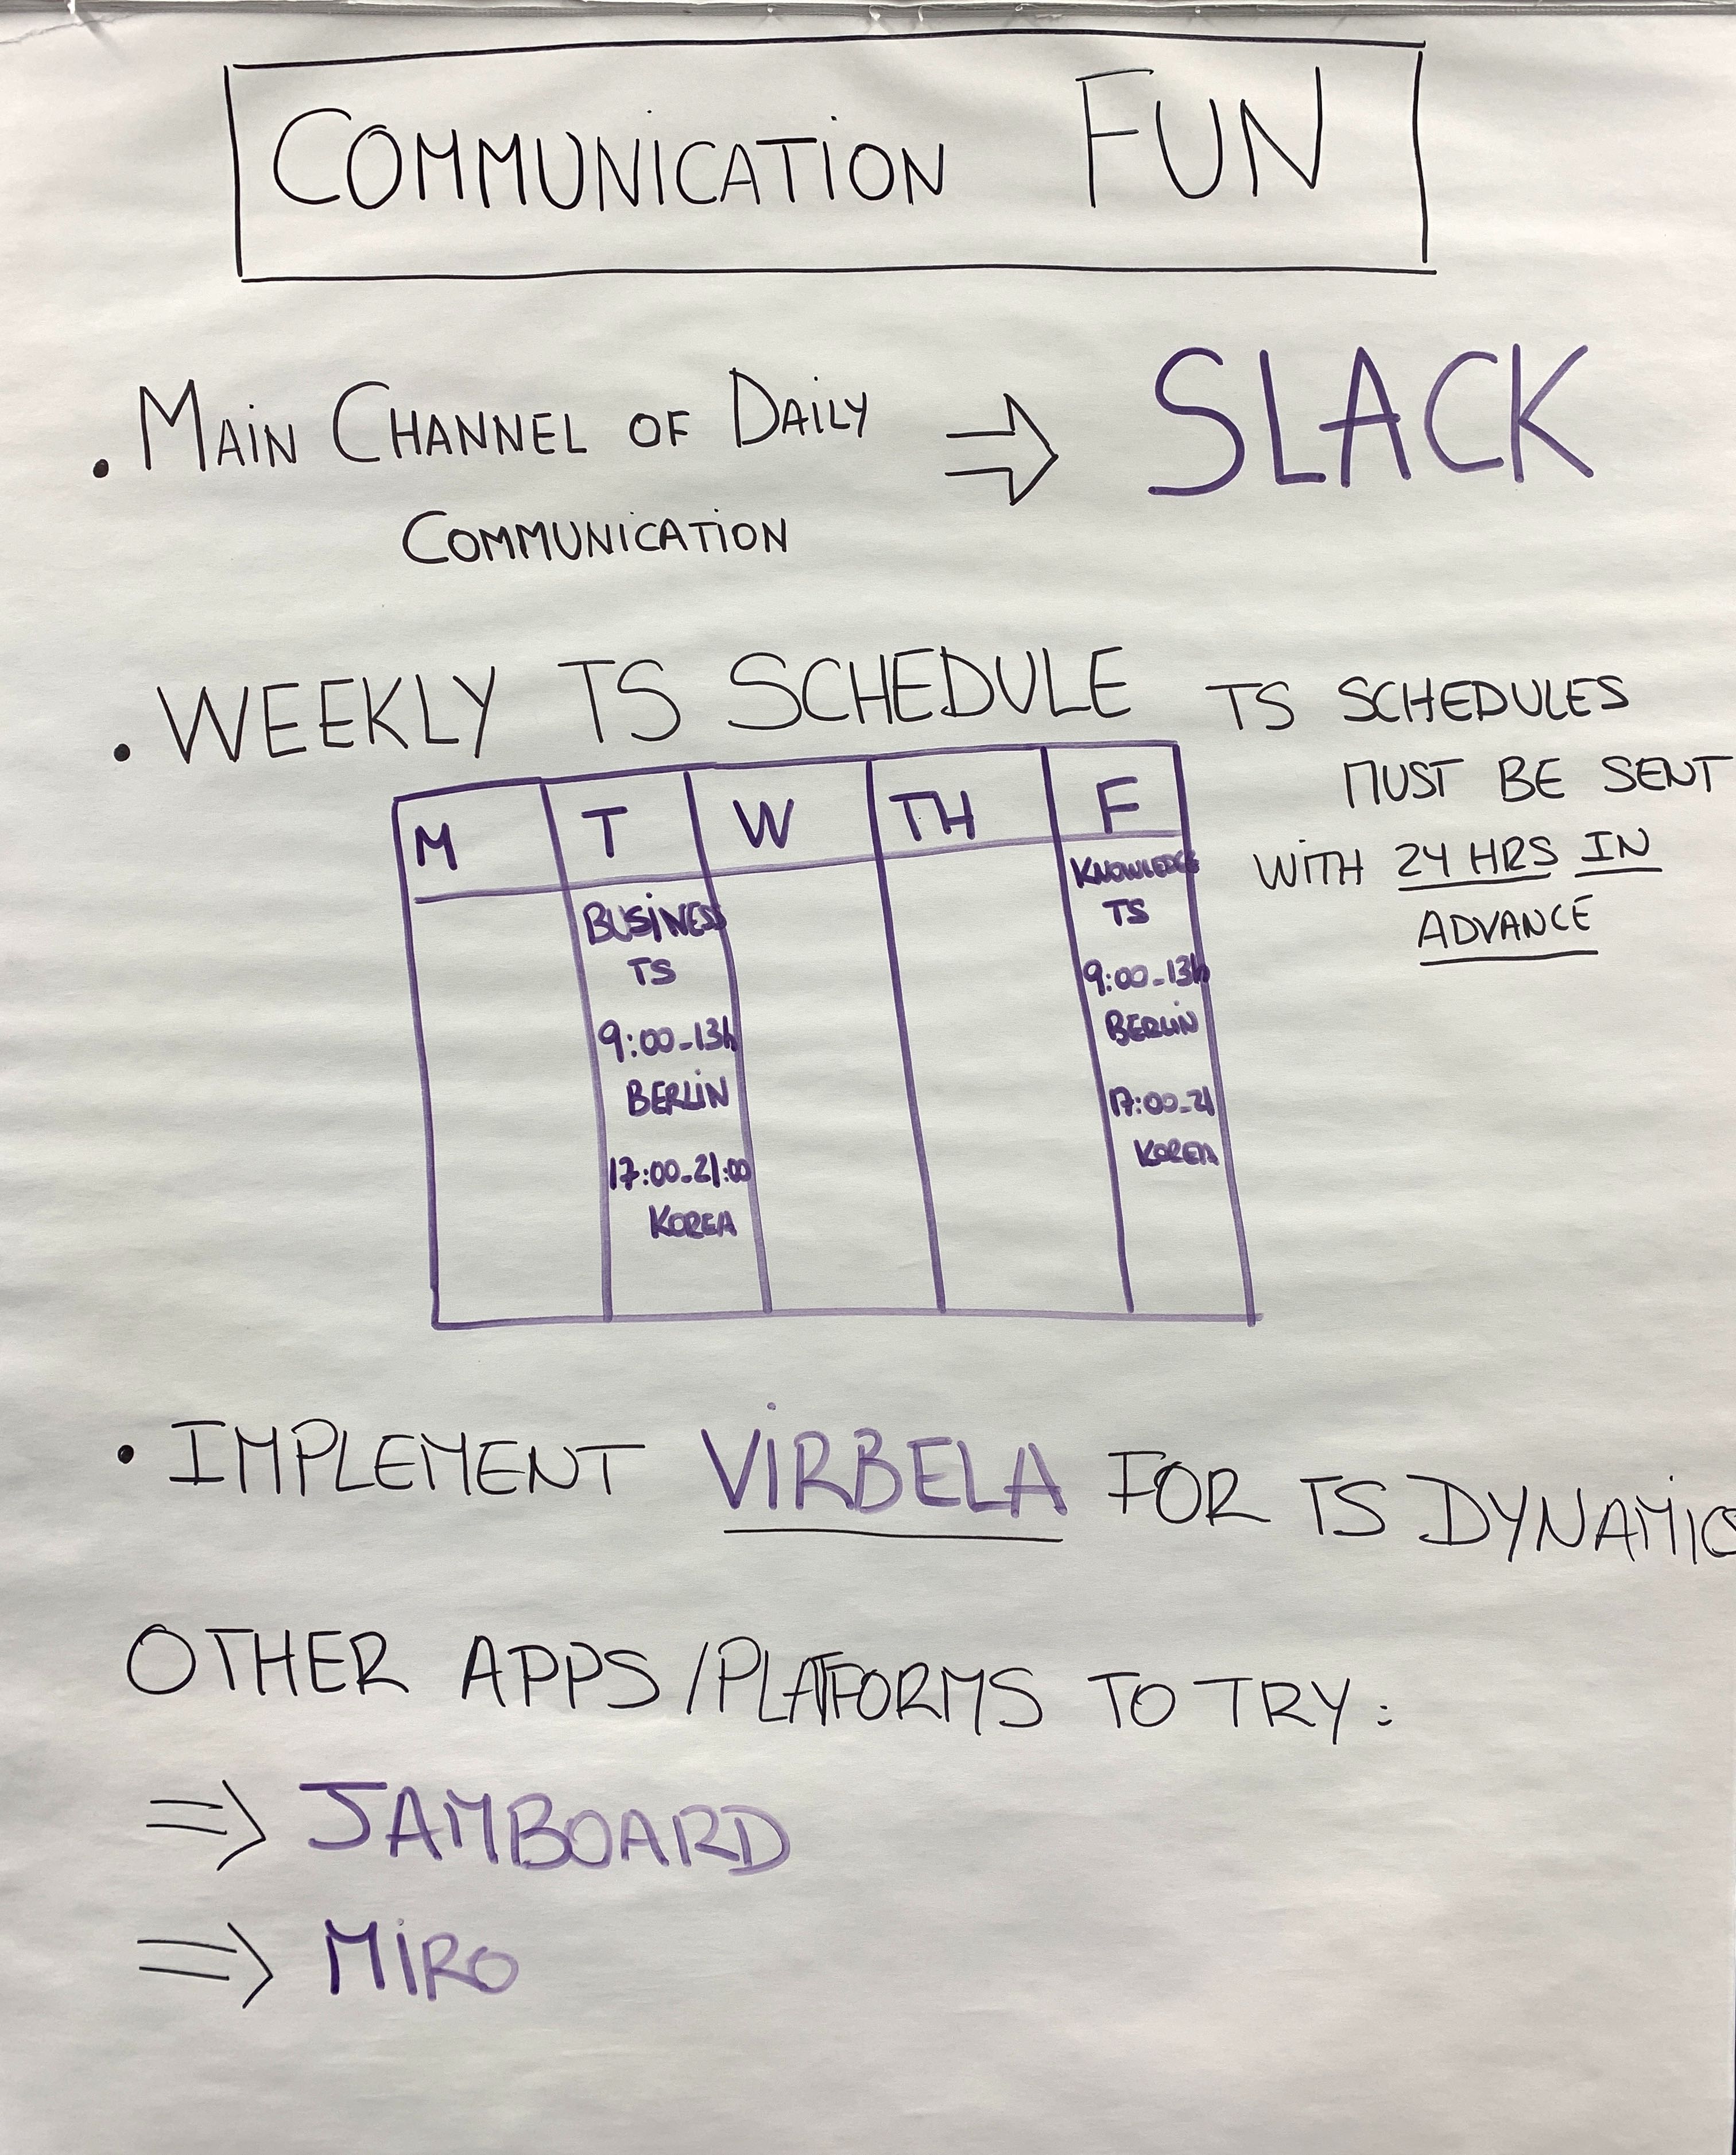 COMMUNICATION FUN
. MAIN CHANNEL OF DAILY ⇒ SLACK
COMMUNICATION
. WEEKLY TS SCHEDULE
TS SCHEDULES
MUST BE SENT
WITH 24 HRS IN
ADVANCE
M T W TH F
BUSINESS
TS
9:00-13h
BERLIN
17:00-21:00
KOREA
KNOWLEDGE
TS
9:00-13h
BERLIN
17:00-21
KOREA
• IMPLEMENT VIRBELA FOR TS DYNAMICS
OTHER APPS/PLATFORMS TO TRY:
⇒ JAMBOARD
⇒ MIRO